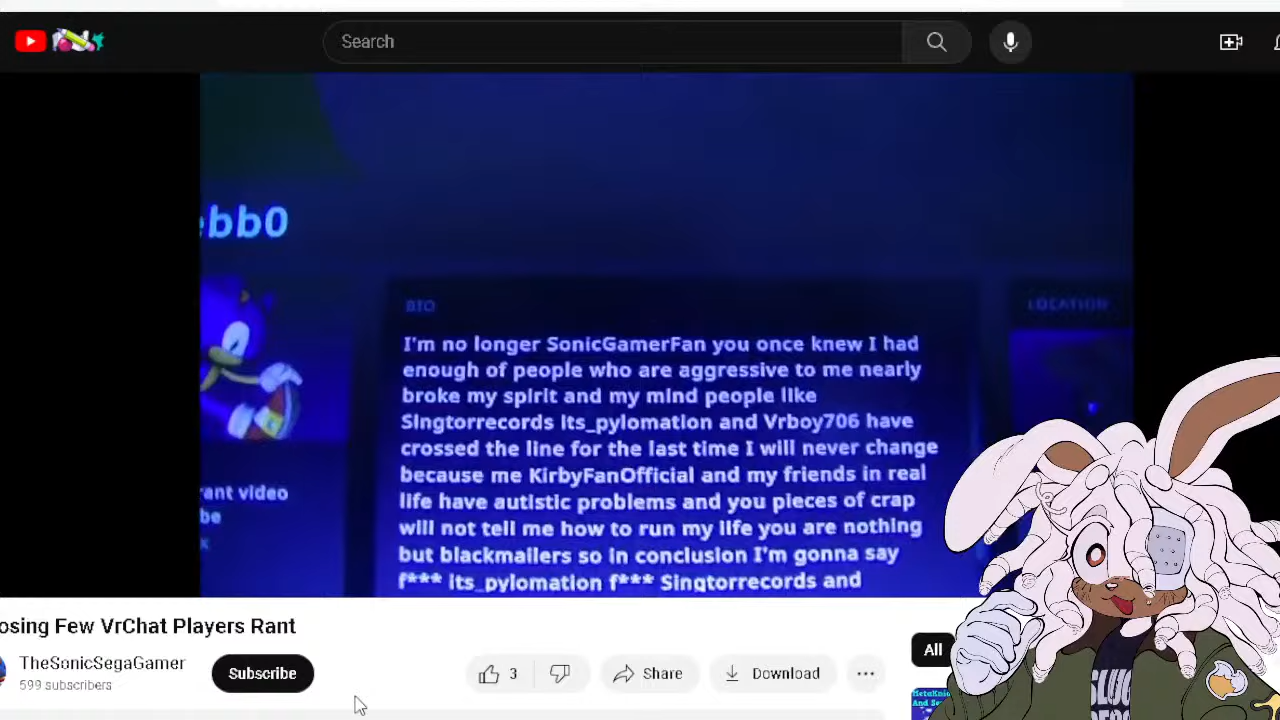 Search
ebb0
BIO
LOCATION
I'm no longer SonicGamerFan you once knew I had
enough of people who are aggressive to me nearly
broke my spirit and my mind people like
Singtorrecords Its_pylomation and Vrboy706 have
crossed the line for the last time I will never change
because me KirbyFanOfficial and my friends in real
life have autistic problems and you pieces of crap
will not tell me how to run my life you are nothing
but blackmailers so in conclusion I'm gonna say
f*** Its_pylomation f*** Singtorrecords and
rant video
be
x
osing Few VrChat Players Rant
TheSonicSegaGamer
599 subscribers
Subscribe
3
Share
Download
All
MetaKnig
And Se
SLUG